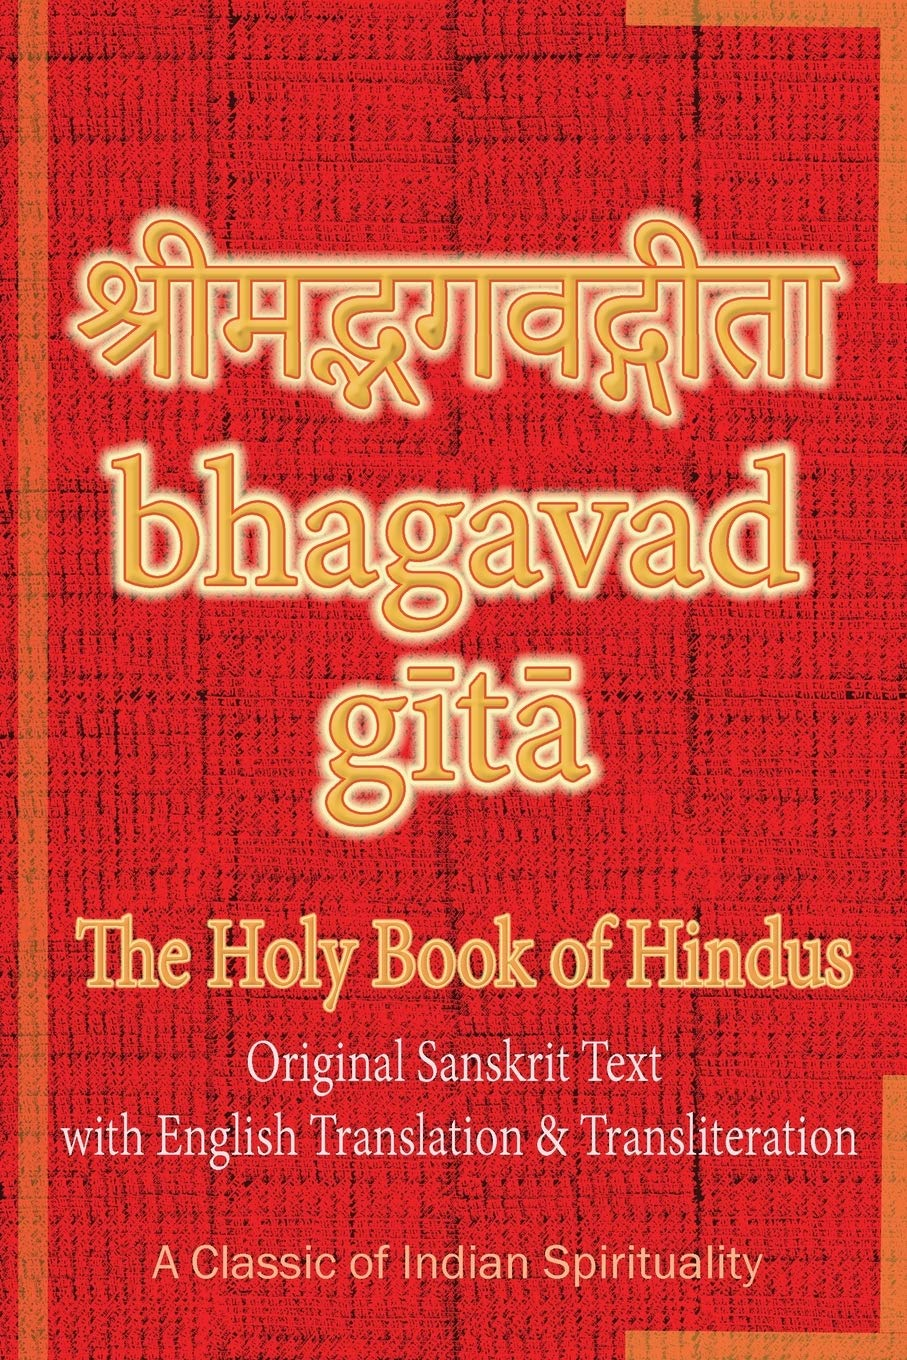 श्रीमद्भगवद्गीता
bhagavad
gītā
The Holy Book of Hindus
Original Sanskrit Text
with English Translation & Transliteration
A Classic of Indian Spirituality